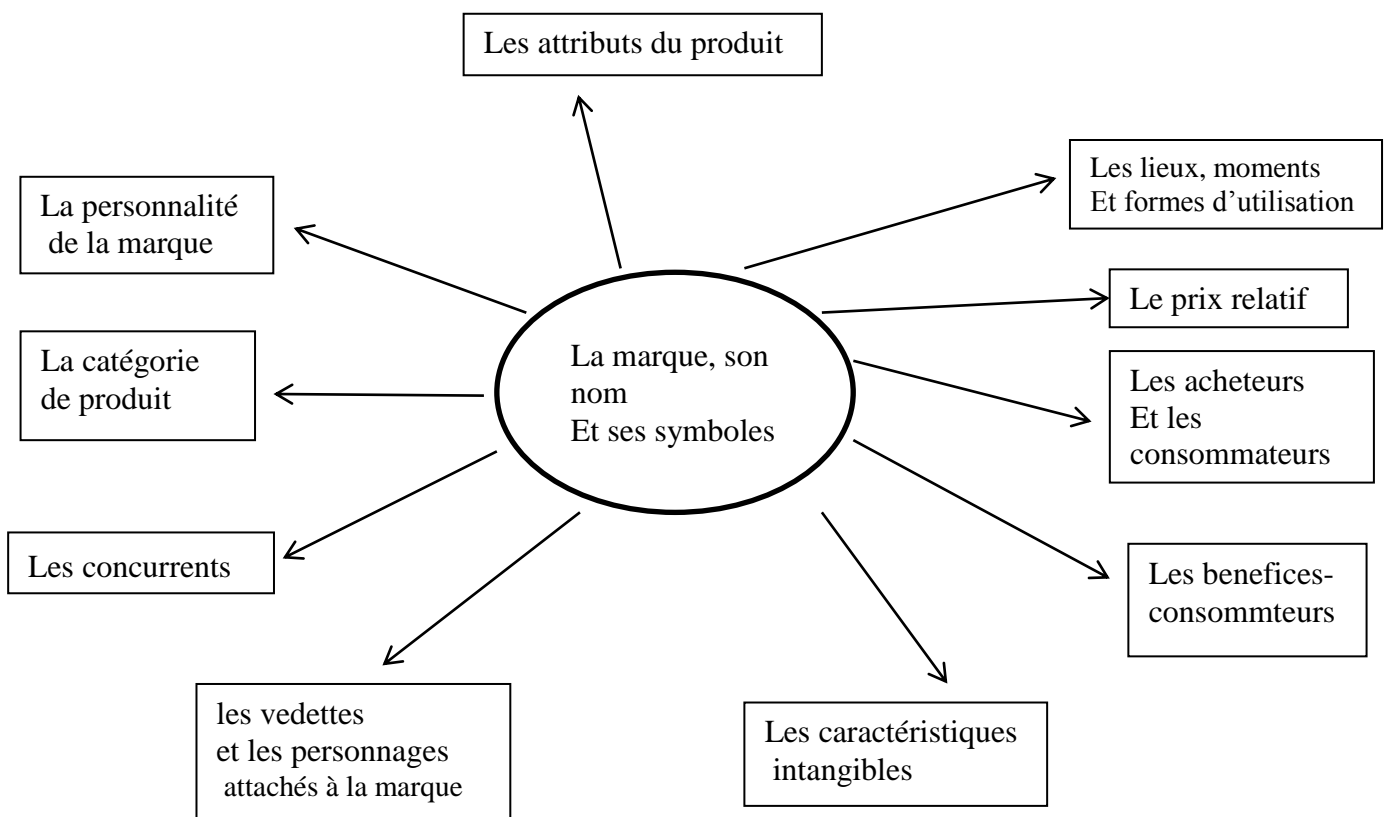 Les attributs du produit
Les lieux, moments
Et formes d’utilisation
La personnalité
de la marque
Le prix relatif
La catégorie
de produit
La marque, son
nom
Et ses symboles
Les acheteurs
Et les
consommateurs
Les concurrents
Les benefices-
consommteurs
les vedettes
et les personnages
attachés à la marque
Les caractéristiques
intangibles